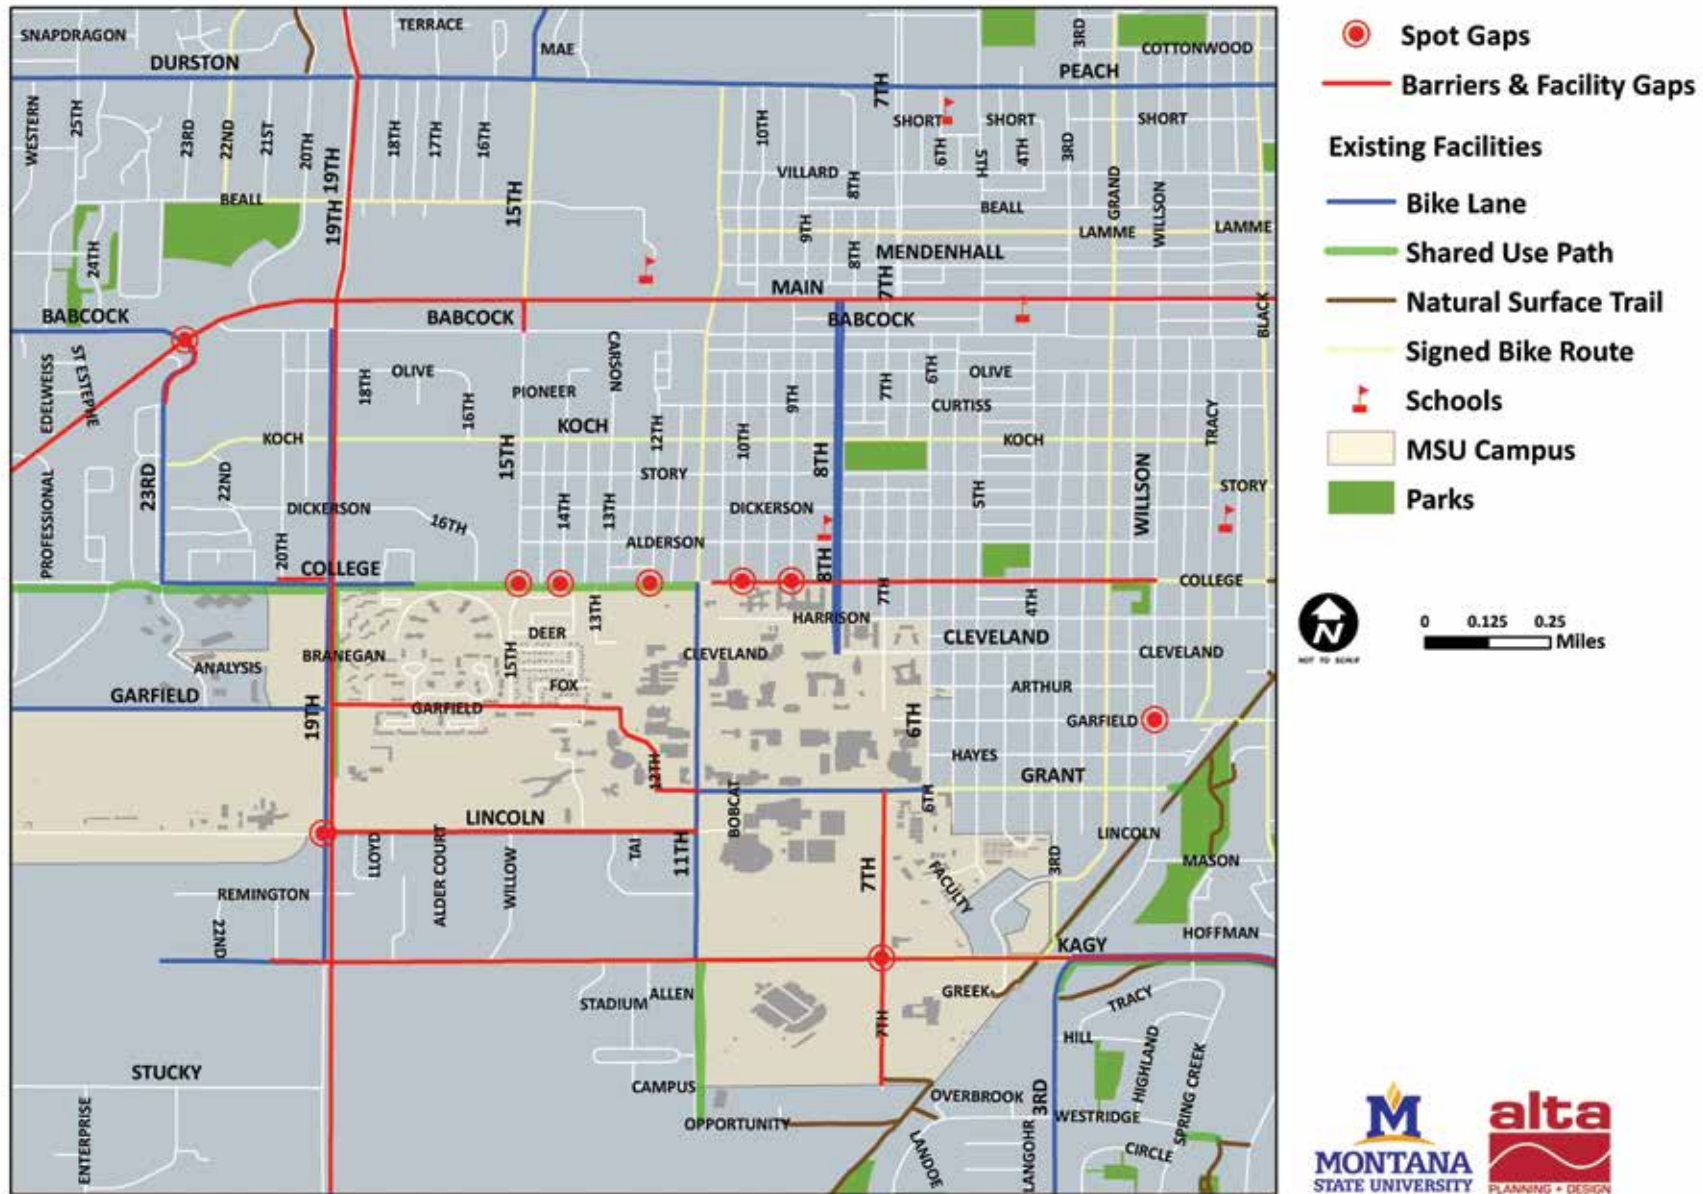 SNAPDRAGON
TERRACE
MAE
3RD
COTTONWOOD
DURSTON
PEACH
7TH
WESTERN
25TH
23RD
22ND
21ST
20TH
19TH
18TH
17TH
16TH
10TH
SHORT
SHORT
SHORT
6TH
5TH
4TH
3RD
VILLARD
8TH
BEALL
19TH
15TH
BEALL
GRAND
WILLSON
24TH
9TH
8TH
LAMME
LAMME
MENDENHALL
7TH
MAIN
BABCOCK
BABCOCK
BABCOCK
BLACK
EDELWEISS
ST ESTEPHE
18TH
OLIVE
16TH
PIONEER
CARSON
9TH
7TH
6TH
OLIVE
CURTISS
TRACY
KOCH
KOCH
12TH
10TH
KOCH
PROFESSIONAL
23RD
22ND
15TH
STORY
8TH
5TH
WILLSON
STORY
DICKERSON
16TH
14TH
13TH
DICKERSON
ALDERSON
20TH
COLLEGE
8TH
7TH
4TH
COLLEGE
13TH
HARRISON
DEER
CLEVELAND
ANALYSIS
BRANEGAN
15TH
CLEVELAND
CLEVELAND
GARFIELD
FOX
ARTHUR
19TH
GARFIELD
6TH
GARFIELD
12TH
HAYES
GRANT
BOBCAT
6TH
LINCOLN
LINCOLN
LLOYD
ALDER COURT
WILLOW
TAI
11TH
7TH
FACULTY
3RD
MASON
REMINGTON
22ND
KAGY
HOFFMAN
STADIUM
ALLEN
GREEK
TRACY
7TH
HILL
HIGHLAND
SPRING CREEK
STUCKY
CAMPUS
OVERBROOK
3RD
WESTRIDGE
ENTERPRISE
OPPORTUNITY
LANDOE
LANGOHR
CIRCLE
Spot Gaps
Barriers & Facility Gaps
Existing Facilities
Bike Lane
Shared Use Path
Natural Surface Trail
Signed Bike Route
Schools
MSU Campus
Parks
N
NOT TO SCALE
0 0.125 0.25
Miles
M
MONTANA
STATE UNIVERSITY
alta
PLANNING + DESIGN